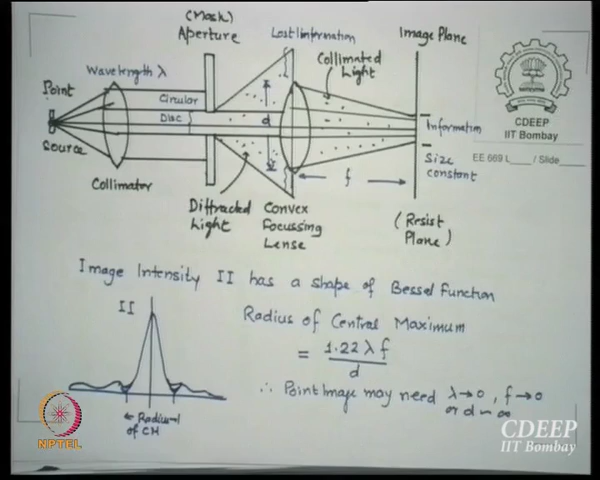 (Mask)
Aperture
Lost Information
Image Plane
Wavelength λ
Collimated
Light
Point
Source
Circular
Disc
d
Information
Size
constant
f
Collimator
Diffracted
Light
Convex
Focussing
Lense
(Resist
Plane)
CDEEP
IIT Bombay
EE 669 L____ / Slide____
Image Intensity II has a shape of Bessel Function
II
Radius of Central Maximum
= 1.22 λ f
d
∴ Point Image may need λ→0, f→0
or d ~ ∞
Radius
of CM
NPTEL
CDEEP
IIT Bombay